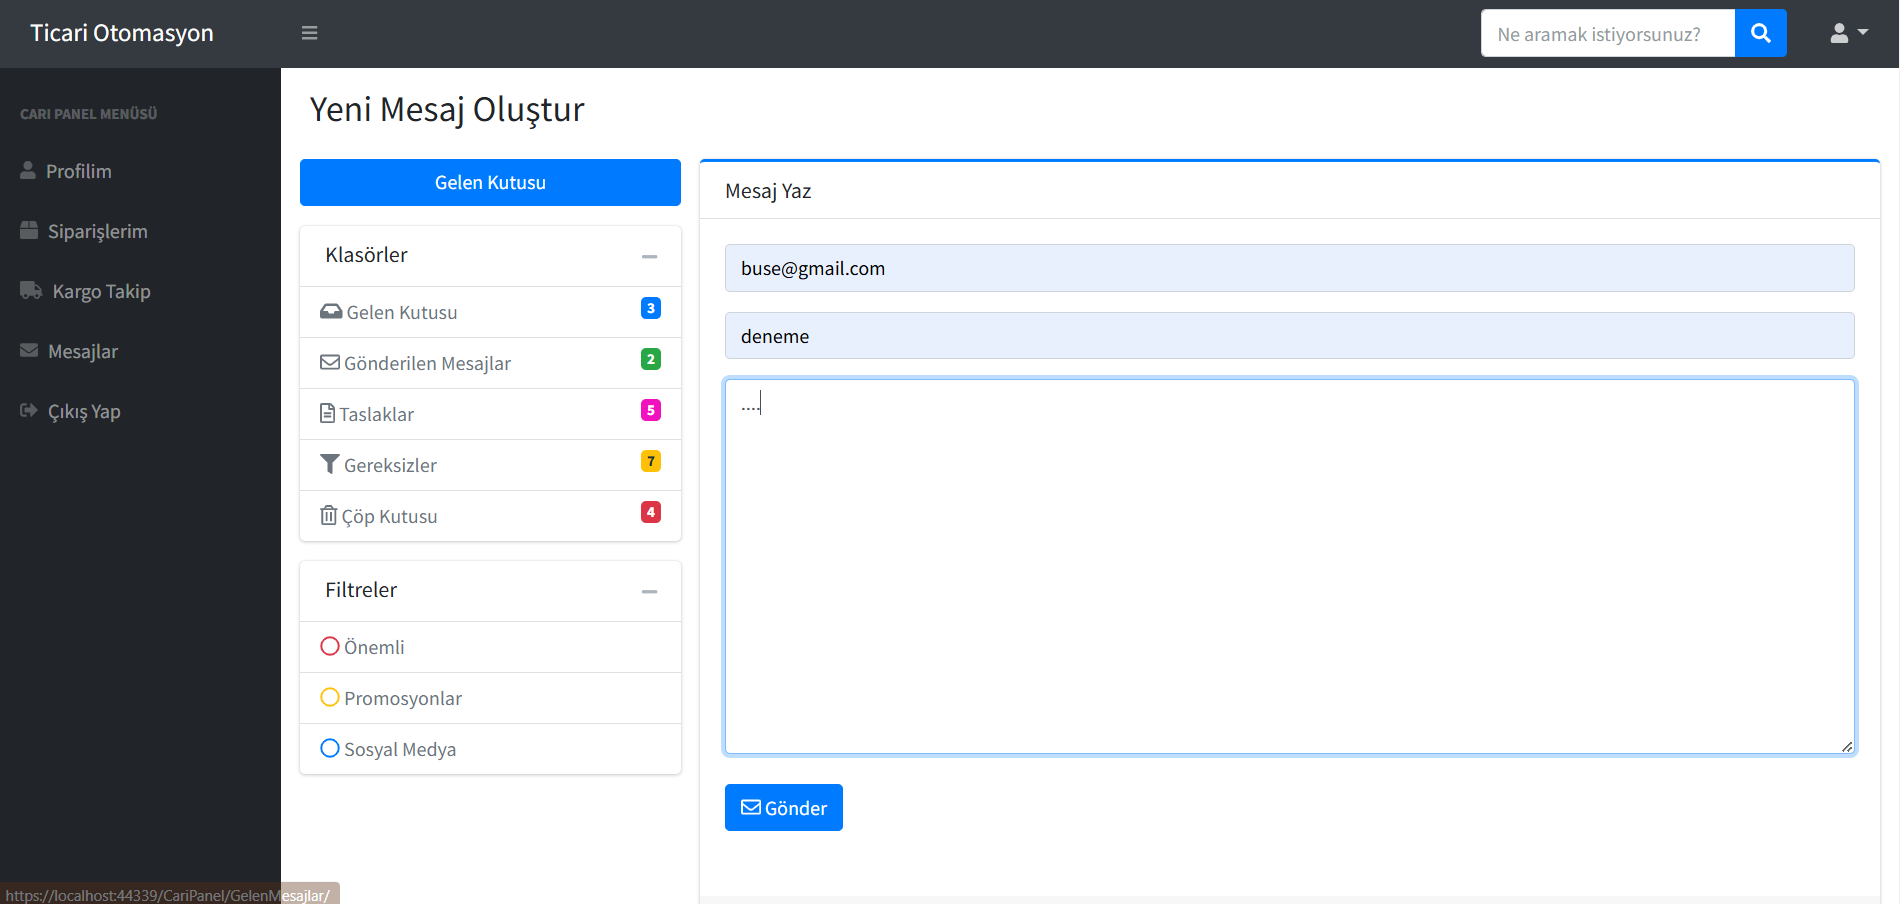 Ticari Otomasyon
Ne aramak istiyorsunuz?
CARI PANEL MENÜSÜ
Profilim
Siparişlerim
Kargo Takip
Mesajlar
Çıkış Yap
Yeni Mesaj Oluştur
Gelen Kutusu
Klasörler
Gelen Kutusu 3
Gönderilen Mesajlar 2
Taslaklar 5
Gereksizler 7
Çöp Kutusu 4
Filtreler
Önemli
Promosyonlar
Sosyal Medya
Mesaj Yaz
buse@gmail.com
deneme
....
Gönder
https://localhost:44339/CariPanel/GelenMesajlar/